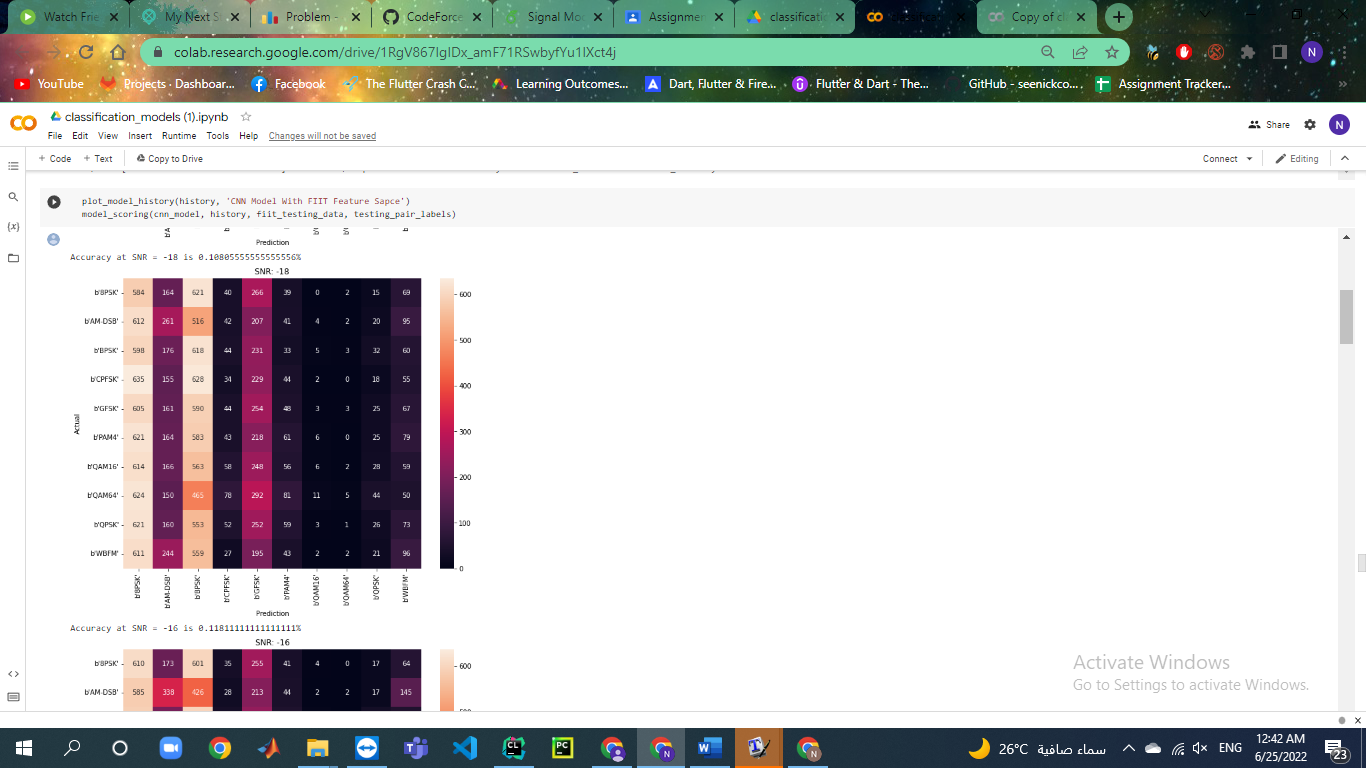 Watch Frie
My Next S
Problem -
CodeForce
Signal Mo
Assignmen
classificatio
Copy of cl
colab.research.google.com/drive/1RgV867IgIDx_amF71RSwbyfYu1lXct4j
N
YouTube
Projects · Dashboar...
Facebook
The Flutter Crash C...
Learning Outcomes...
Dart, Flutter & Fire...
Flutter & Dart - The...
GitHub - seenickco...
Assignment Tracker...
»
classification_models (1).ipynb
Share
N
File Edit View Insert Runtime Tools Help Changes will not be saved
+ Code + Text Copy to Drive
Connect
Editing
plot_model_history(history, 'CNN Model With FIIT Feature Sapce')
model_scoring(cnn_model, history, fiit_testing_data, testing_pair_labels)
Prediction
Accuracy at SNR = -18 is 0.10805555555555556%
SNR: -18
b'8PSK' 584 164 621 40 266 39 0 2 15 69
b'AM-DSB' 612 261 516 42 207 41 4 2 20 95
b'BPSK' 598 176 618 44 231 33 5 3 32 60
b'CPFSK' 635 155 628 34 229 44 2 0 18 55
b'GFSK' 605 161 590 44 254 48 3 3 25 67
b'PAM4' 621 164 583 43 218 61 6 0 25 79
b'QAM16' 614 166 563 58 248 56 6 2 28 59
b'QAM64' 624 150 465 78 292 81 11 5 44 50
b'QPSK' 621 160 553 52 252 59 3 1 26 73
b'WBFM' 611 244 559 27 195 43 2 2 21 96
Actual
600
500
400
300
200
100
0
b'8PSK' b'AM-DSB' b'BPSK' b'CPFSK' b'GFSK' b'PAM4' b'QAM16' b'QAM64' b'QPSK' b'WBFM'
Prediction
Accuracy at SNR = -16 is 0.11811111111111111%
SNR: -16
b'8PSK' 610 173 601 35 255 41 4 0 17 64
b'AM-DSB' 585 338 426 28 213 44 2 2 17 145
600
Activate Windows
Go to Settings to activate Windows.
26°C سماء صافية
ENG
12:42 AM
6/25/2022
23